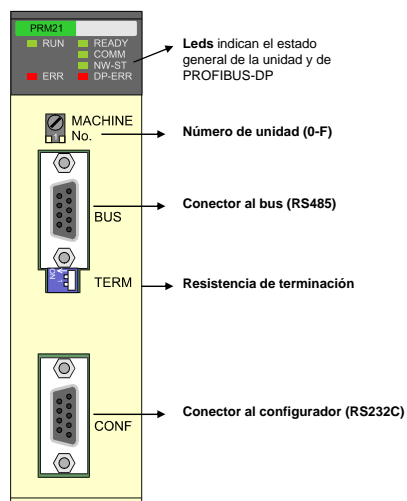 PRM21
RUN READY
COMM
NW-ST
ERR DP-ERR
Leds indican el estado
general de la unidad y de
PROFIBUS-DP
MACHINE
No.
Número de unidad (0-F)
BUS
Conector al bus (RS485)
ON
1
TERM
Resistencia de terminación
CONF
Conector al configurador (RS232C)